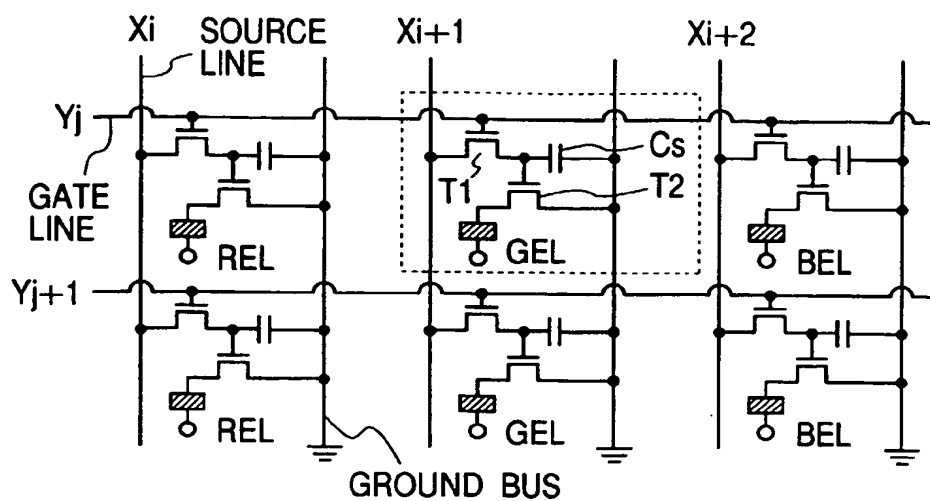 Xi
SOURCE
LINE
Xi+1
Xi+2
Yj
GATE
LINE
T1
Cs
T2
REL
GEL
BEL
Yj+1
REL
GEL
BEL
GROUND BUS